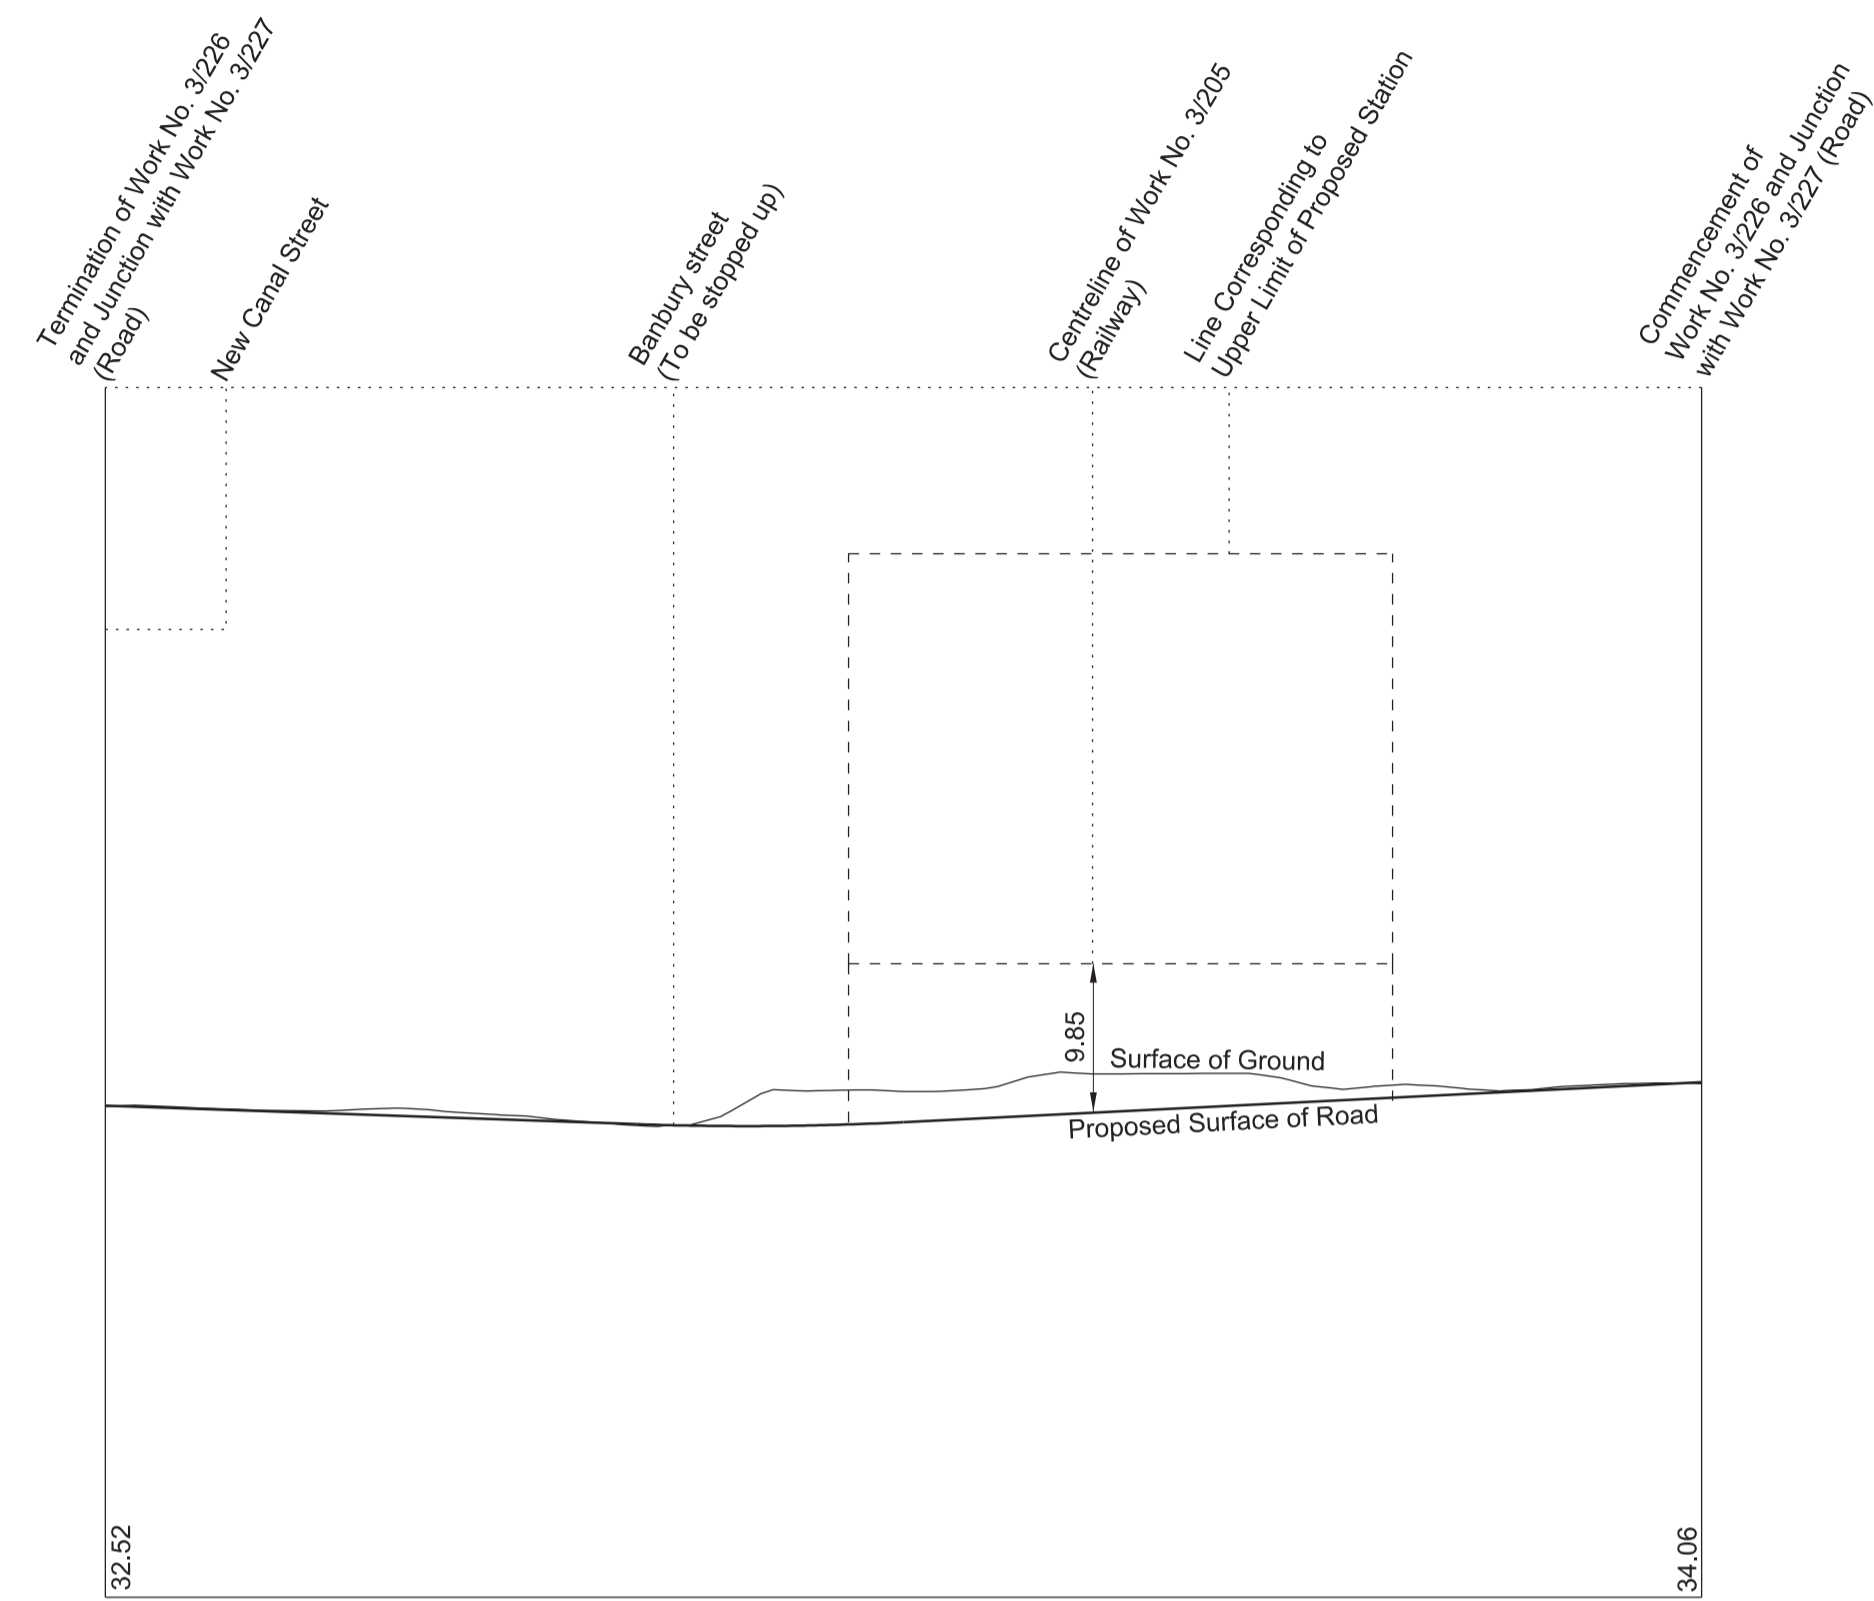 Termination of Work No. 3/226
and Junction with Work No. 3/227
(Road)
New Canal Street
Banbury street
(To be stopped up)
Centreline of Work No. 3/205
(Railway)
Line Corresponding to
Upper Limit of Proposed Station
Commencement of
Work No. 3/226 and Junction
with Work No. 3/227 (Road)
9.85
Surface of Ground
Proposed Surface of Road
32.52
34.06